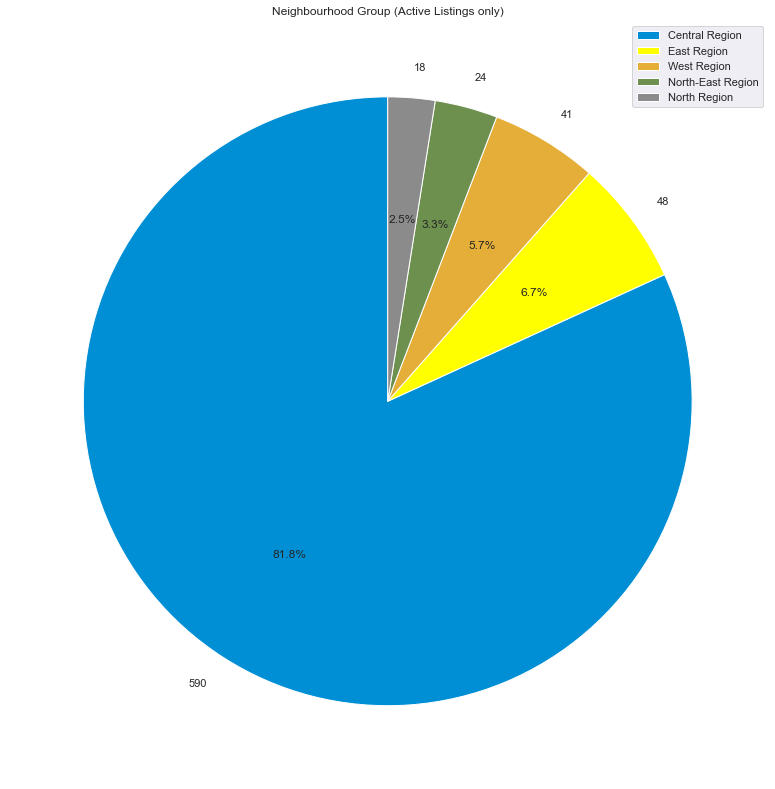 Neighbourhood Group (Active Listings only)
Central Region
East Region
West Region
North-East Region
North Region
18
24
41
48
2.5%
3.3%
5.7%
6.7%
81.8%
590